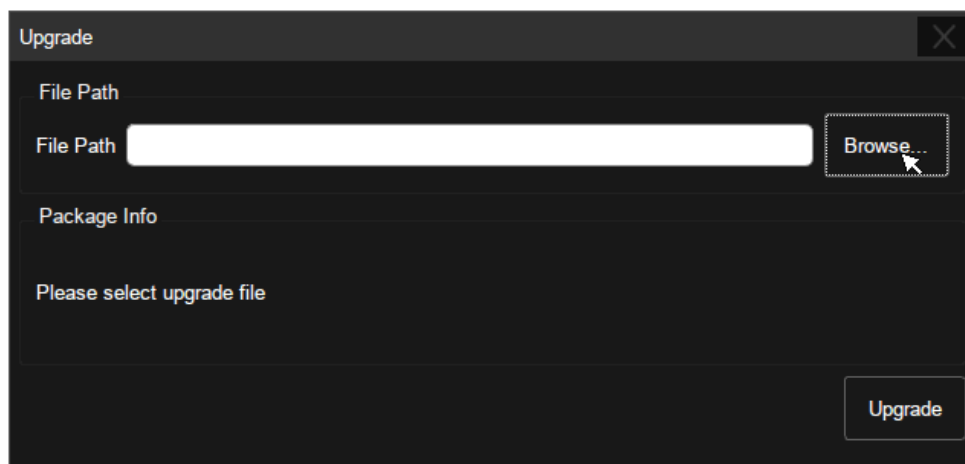 Upgrade
File Path
File Path Browse...
Package Info
Please select upgrade file
Upgrade